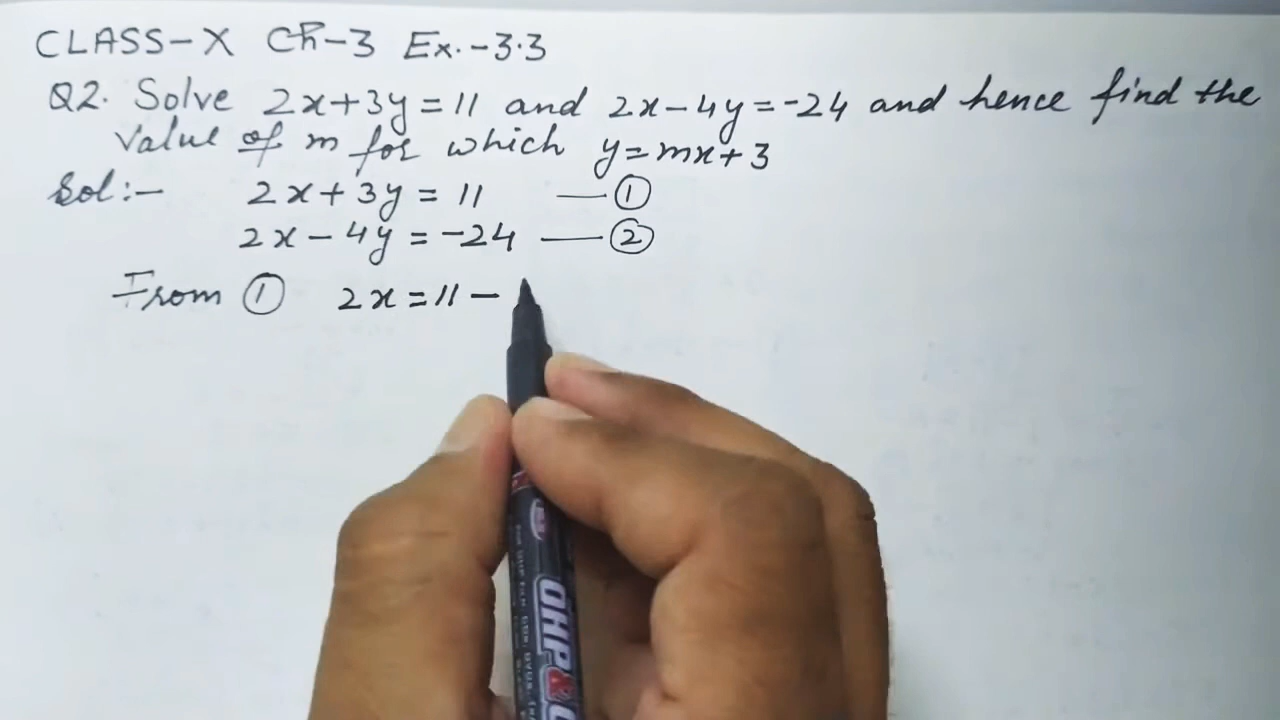 CLASS-X Ch-3 Ex.-3.3
Q2. Solve 2x+3y=11 and 2x-4y=-24 and hence find the
value of m for which y=mx+3
Sol:- 2x+3y=11 —①
2x-4y=-24 —②
From ① 2x=11-
OHP&